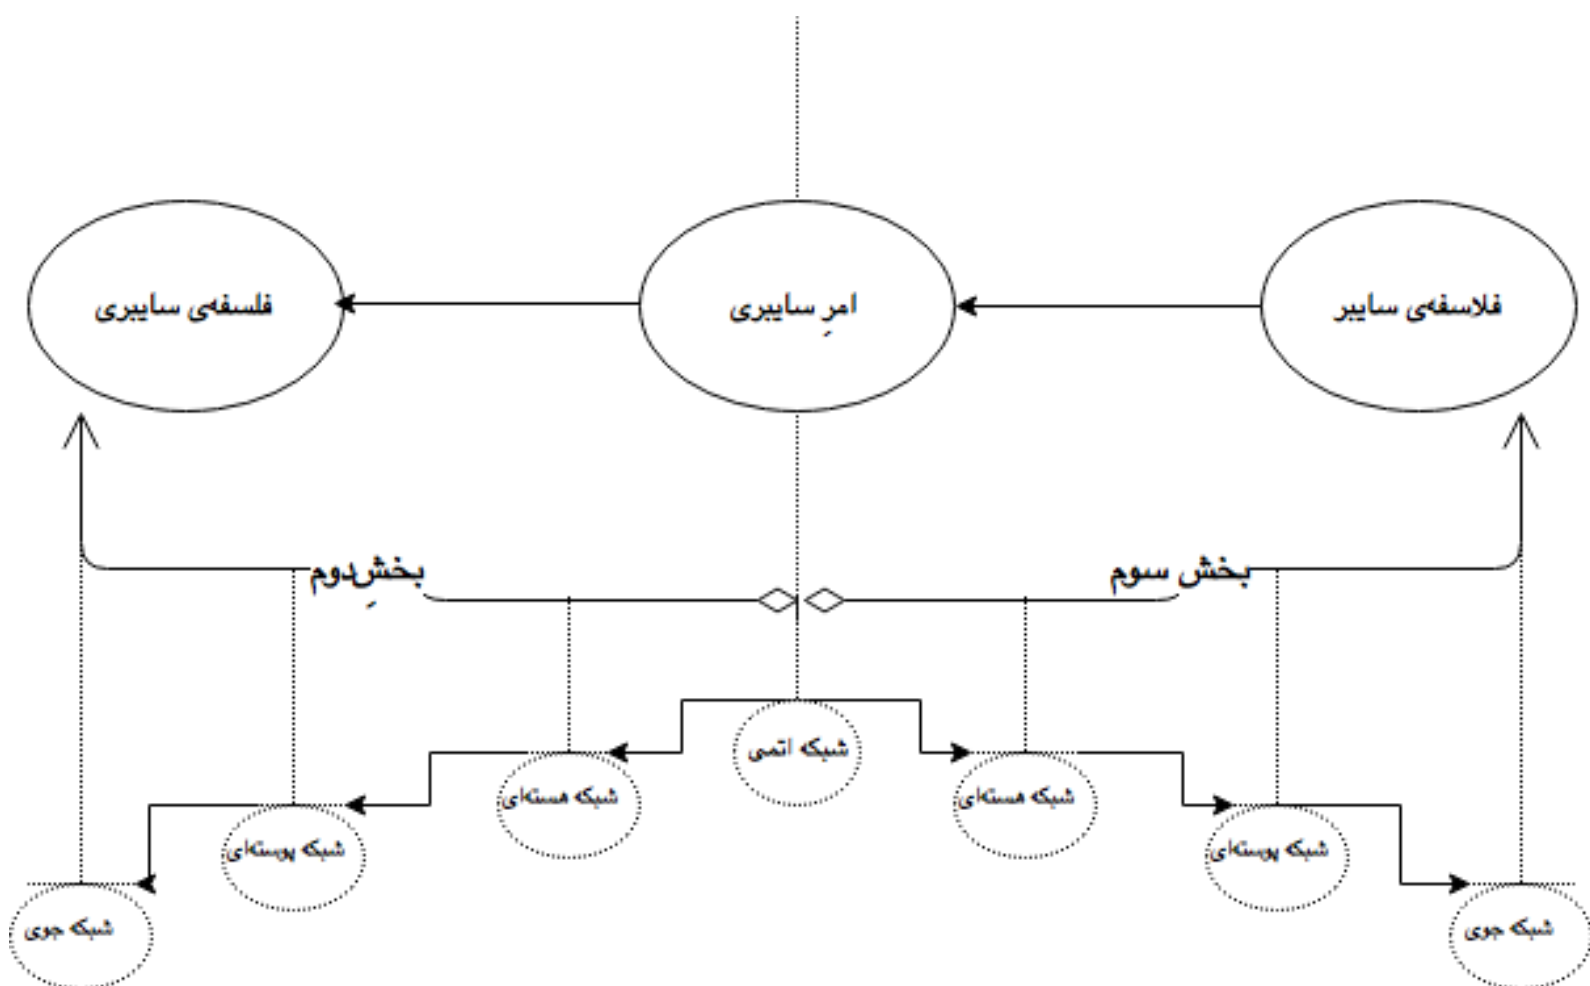 فلاسفه‌ی سایبر
امرِ سایبری
فلسفه‌ی سایبری
بخش سوم
بخشِ دوم
شبکه اتمی
شبکه هسته‌ای
شبکه هسته‌ای
شبکه پوسته‌ای
شبکه پوسته‌ای
شبکه جوی
شبکه جوی